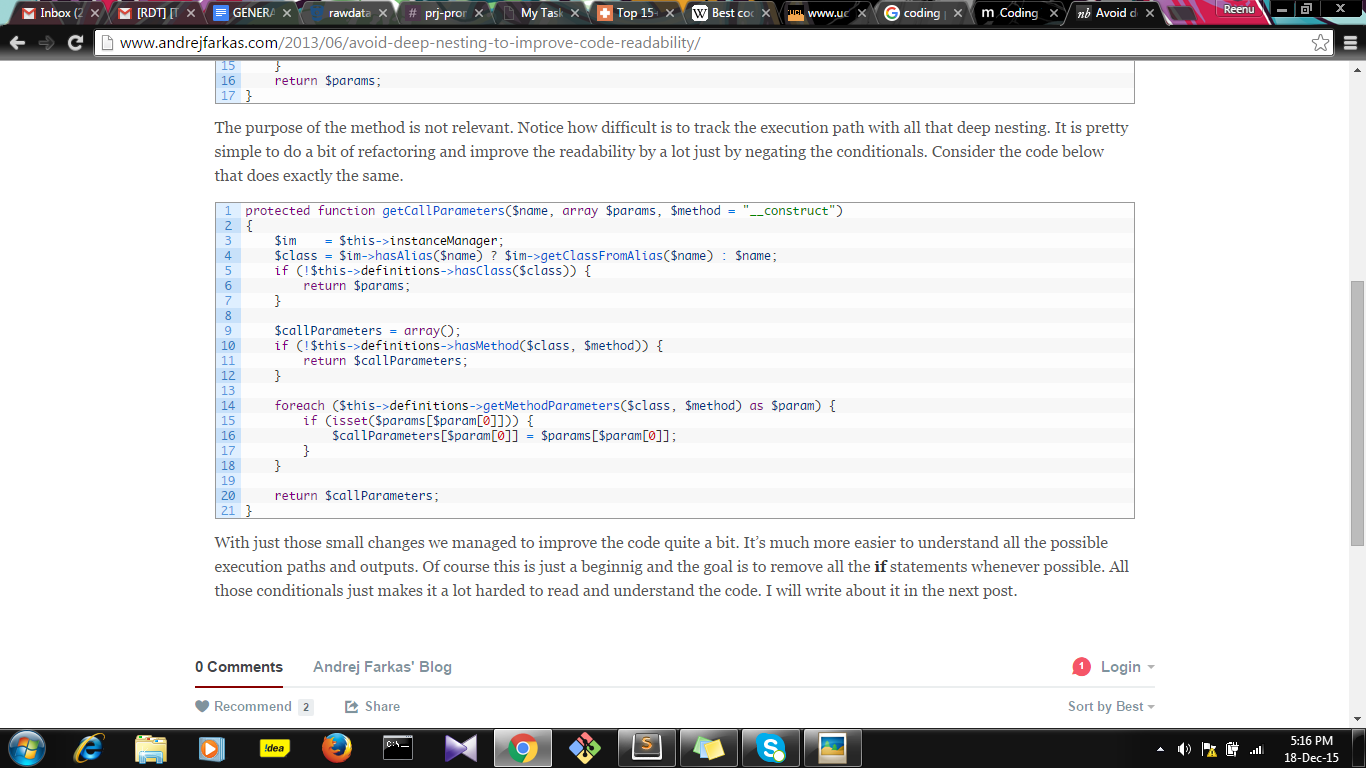 Inbox (2
[RDT] [T
GENERA
rawdata
# prj-pror
My Task
Top 15
Best co
UCL www.uc
coding
m Coding
nb Avoid d
Reenu
www.andrejfarkas.com/2013/06/avoid-deep-nesting-to-improve-code-readability/
15 }
16 return $params;
17 }
The purpose of the method is not relevant. Notice how difficult is to track the execution path with all that deep nesting. It is pretty
simple to do a bit of refactoring and improve the readability by a lot just by negating the conditionals. Consider the code below
that does exactly the same.
1 protected function getCallParameters($name, array $params, $method = "__construct")
2 {
3 $im = $this->instanceManager;
4 $class = $im->hasAlias($name) ? $im->getClassFromAlias($name) : $name;
5 if (!$this->definitions->hasClass($class)) {
6 return $params;
7 }
8
9 $callParameters = array();
10 if (!$this->definitions->hasMethod($class, $method)) {
11 return $callParameters;
12 }
13
14 foreach ($this->definitions->getMethodParameters($class, $method) as $param) {
15 if (isset($params[$param[0]])) {
16 $callParameters[$param[0]] = $params[$param[0]];
17 }
18 }
19
20 return $callParameters;
21 }
With just those small changes we managed to improve the code quite a bit. It's much more easier to understand all the possible
execution paths and outputs. Of course this is just a beginnig and the goal is to remove all the if statements whenever possible. All
those conditionals just makes it a lot harded to read and understand the code. I will write about it in the next post.
0 Comments Andrej Farkas' Blog 1 Login
Recommend 2 Share Sort by Best
!dea
C:\_
S
5:16 PM
18-Dec-15